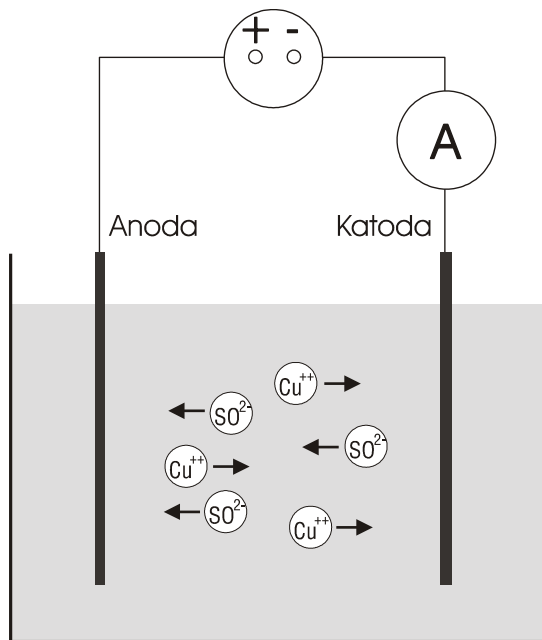 + -
A
Anoda Katoda
Cu++
SO2-
SO2-
Cu++
SO2-
Cu++